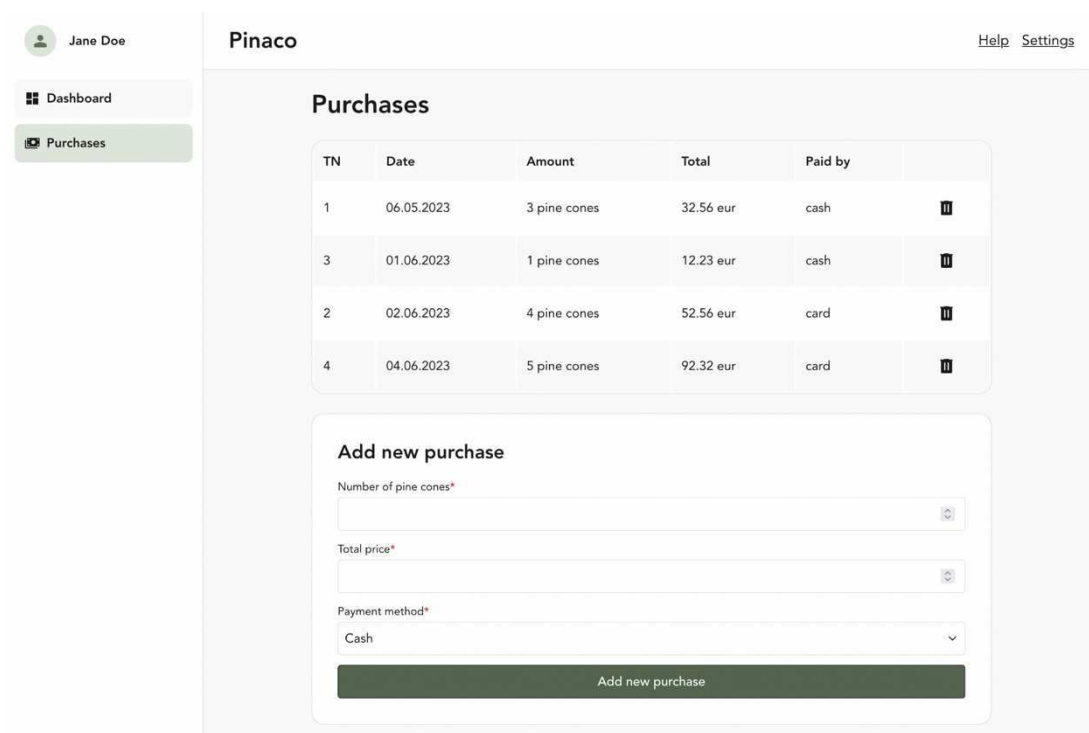 Jane Doe
Pinaco
Help Settings
Dashboard
Purchases
Purchases
TN Date Amount Total Paid by
1 06.05.2023 3 pine cones 32.56 eur cash
3 01.06.2023 1 pine cones 12.23 eur cash
2 02.06.2023 4 pine cones 52.56 eur card
4 04.06.2023 5 pine cones 92.32 eur card
Add new purchase
Number of pine cones*
Total price*
Payment method*
Cash
Add new purchase